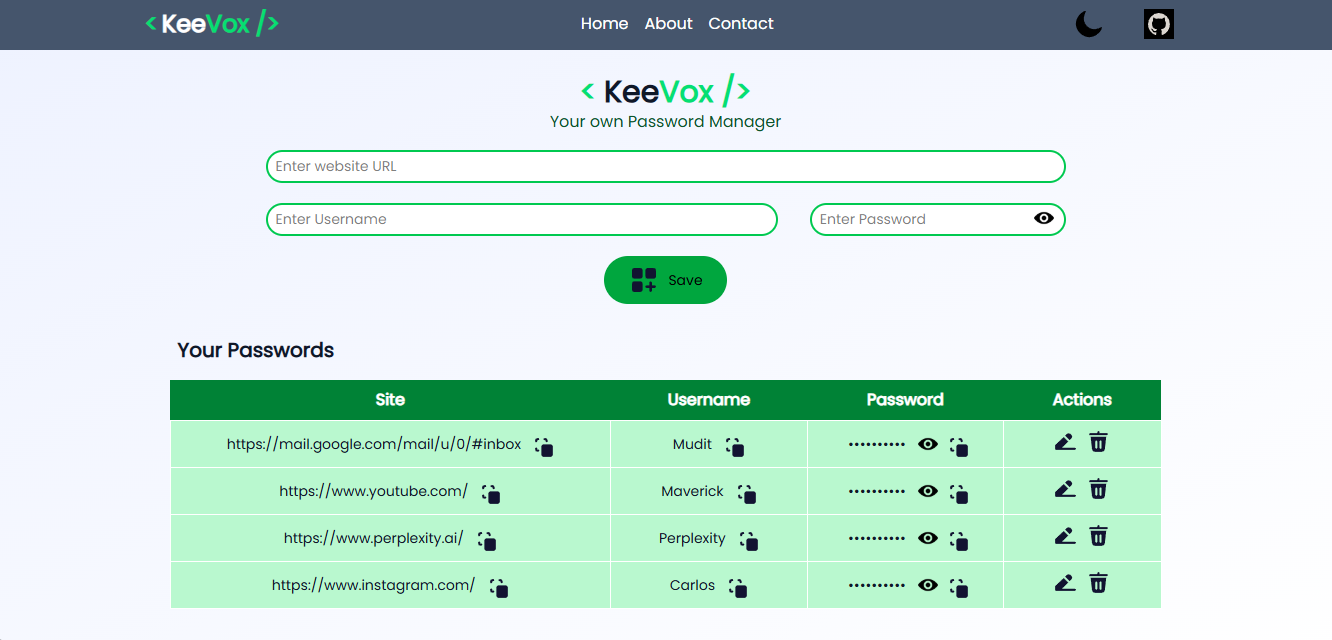 < KeeVox /> Home About Contact
< KeeVox />
Your own Password Manager
Enter website URL
Enter Username Enter Password
Save
Your Passwords
Site Username Password Actions
https://mail.google.com/mail/u/0/#inbox Mudit ••••••••••
https://www.youtube.com/ Maverick ••••••••••
https://www.perplexity.ai/ Perplexity ••••••••••
https://www.instagram.com/ Carlos ••••••••••